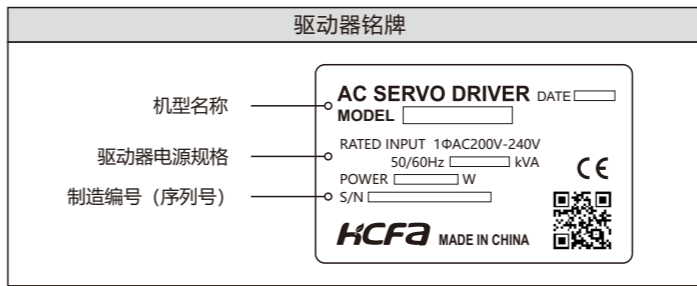 驱动器铭牌
机型名称
AC SERVO DRIVER DATE
MODEL
驱动器电源规格
RATED INPUT 1ΦAC200V-240V
50/60Hz kVA
POWER W
制造编号（序列号）
S/N
CE
HCFa MADE IN CHINA